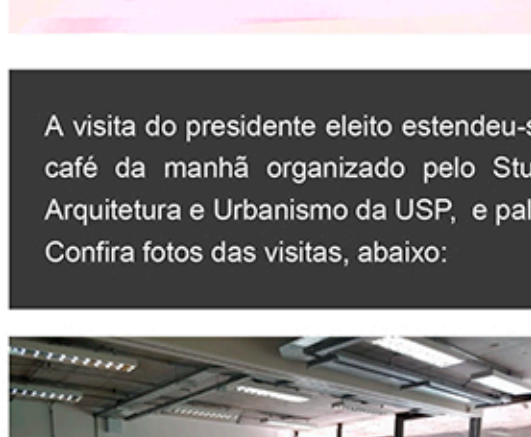 A visita do presidente eleito estendeu-s
café da manhã organizado pelo Stu
Arquitetura e Urbanismo da USP, e pal
Confira fotos das visitas, abaixo: